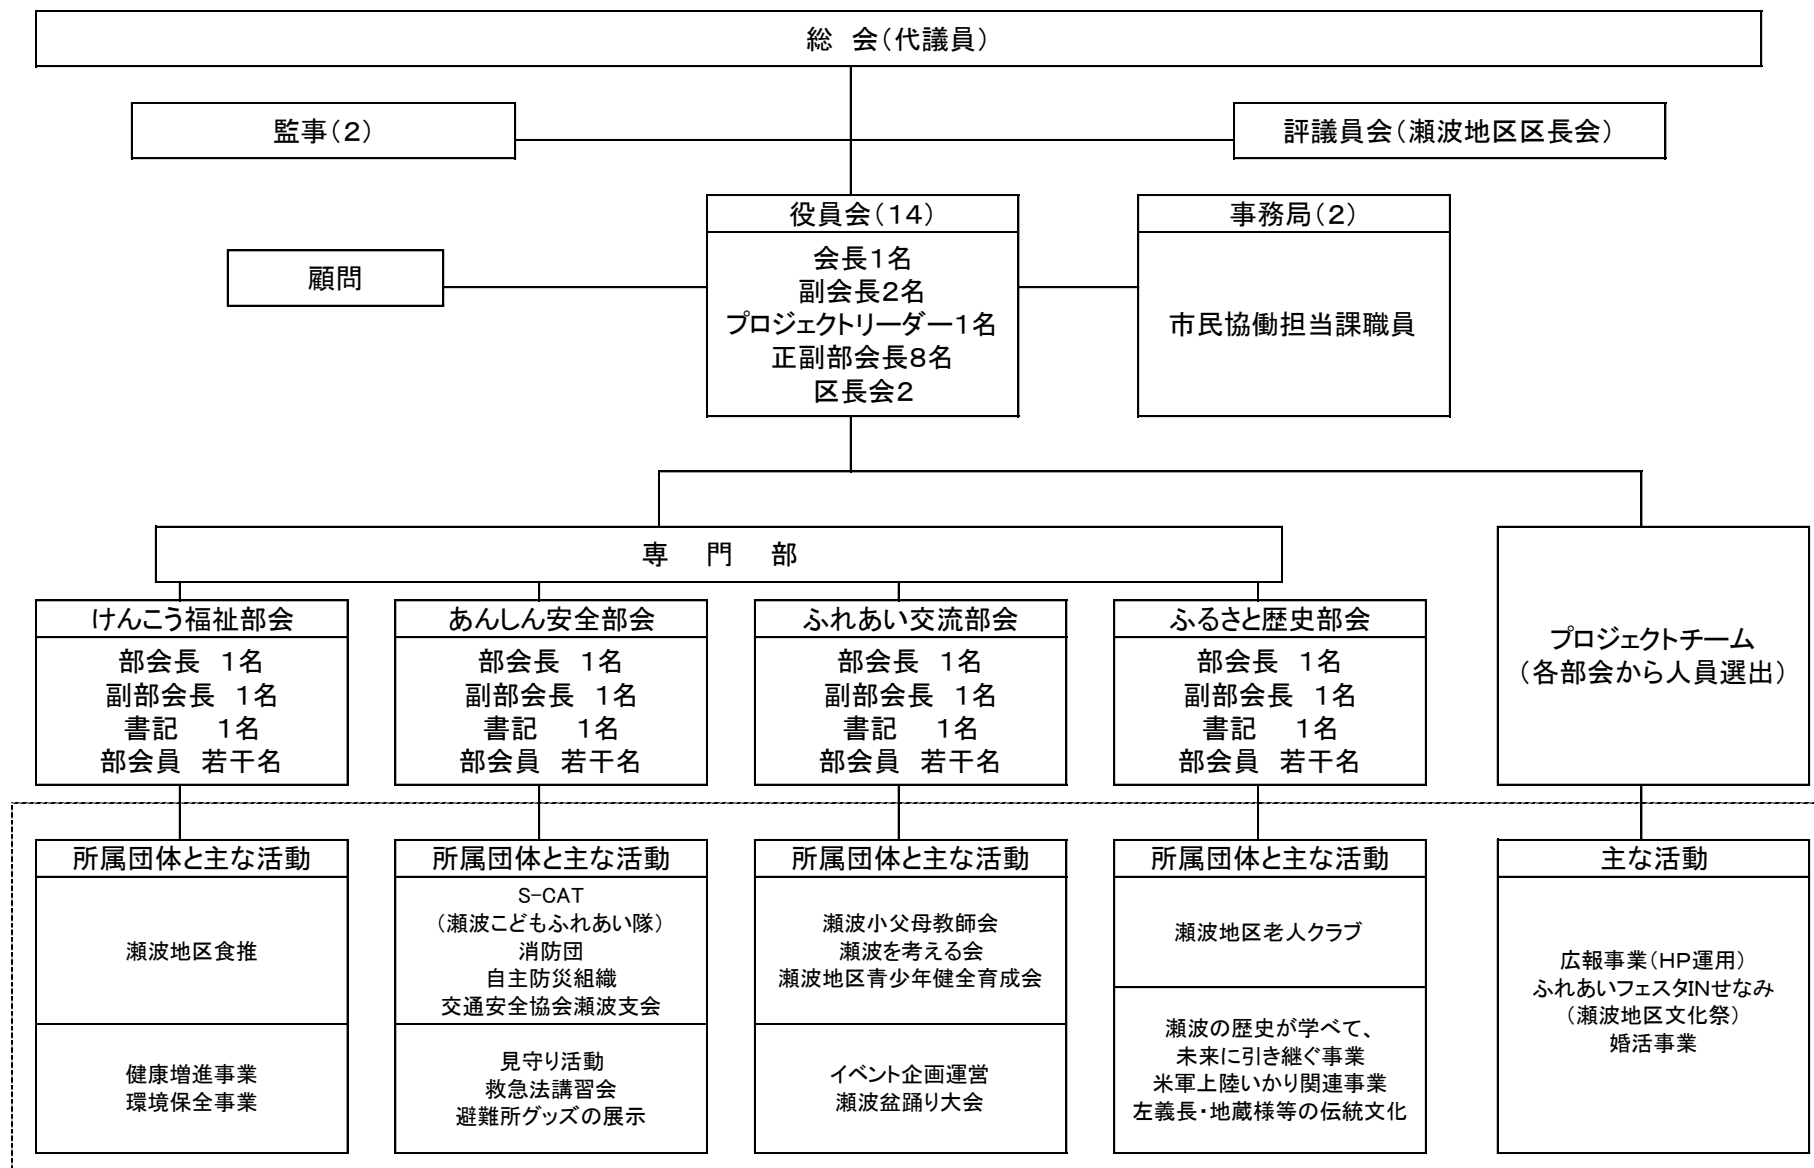 総 会(代議員)
監事(2)
評議員会(瀬波地区区長会)
役員会(14)
会長1名
副会長2名
プロジェクトリーダー1名
正副部会長8名
区長会2
事務局(2)
市民協働担当課職員
顧問
専 門 部
けんこう福祉部会
部会長 1名
副部会長 1名
書記 1名
部会員 若干名
あんしん安全部会
部会長 1名
副部会長 1名
書記 1名
部会員 若干名
ふれあい交流部会
部会長 1名
副部会長 1名
書記 1名
部会員 若干名
ふるさと歴史部会
部会長 1名
副部会長 1名
書記 1名
部会員 若干名
プロジェクトチーム
(各部会から人員選出)
所属団体と主な活動
瀬波地区食推
健康増進事業
環境保全事業
所属団体と主な活動
S-CAT
(瀬波こどもふれあい隊)
消防団
自主防災組織
交通安全協会瀬波支会
見守り活動
救急法講習会
避難所グッズの展示
所属団体と主な活動
瀬波小父母教師会
瀬波を考える会
瀬波地区青少年健全育成会
イベント企画運営
瀬波盆踊り大会
所属団体と主な活動
瀬波地区老人クラブ
瀬波の歴史が学べて、
未来に引き継ぐ事業
米軍上陸いかり関連事業
左義長・地蔵様等の伝統文化
主な活動
広報事業(HP運用)
ふれあいフェスタINせなみ
(瀬波地区文化祭)
婚活事業